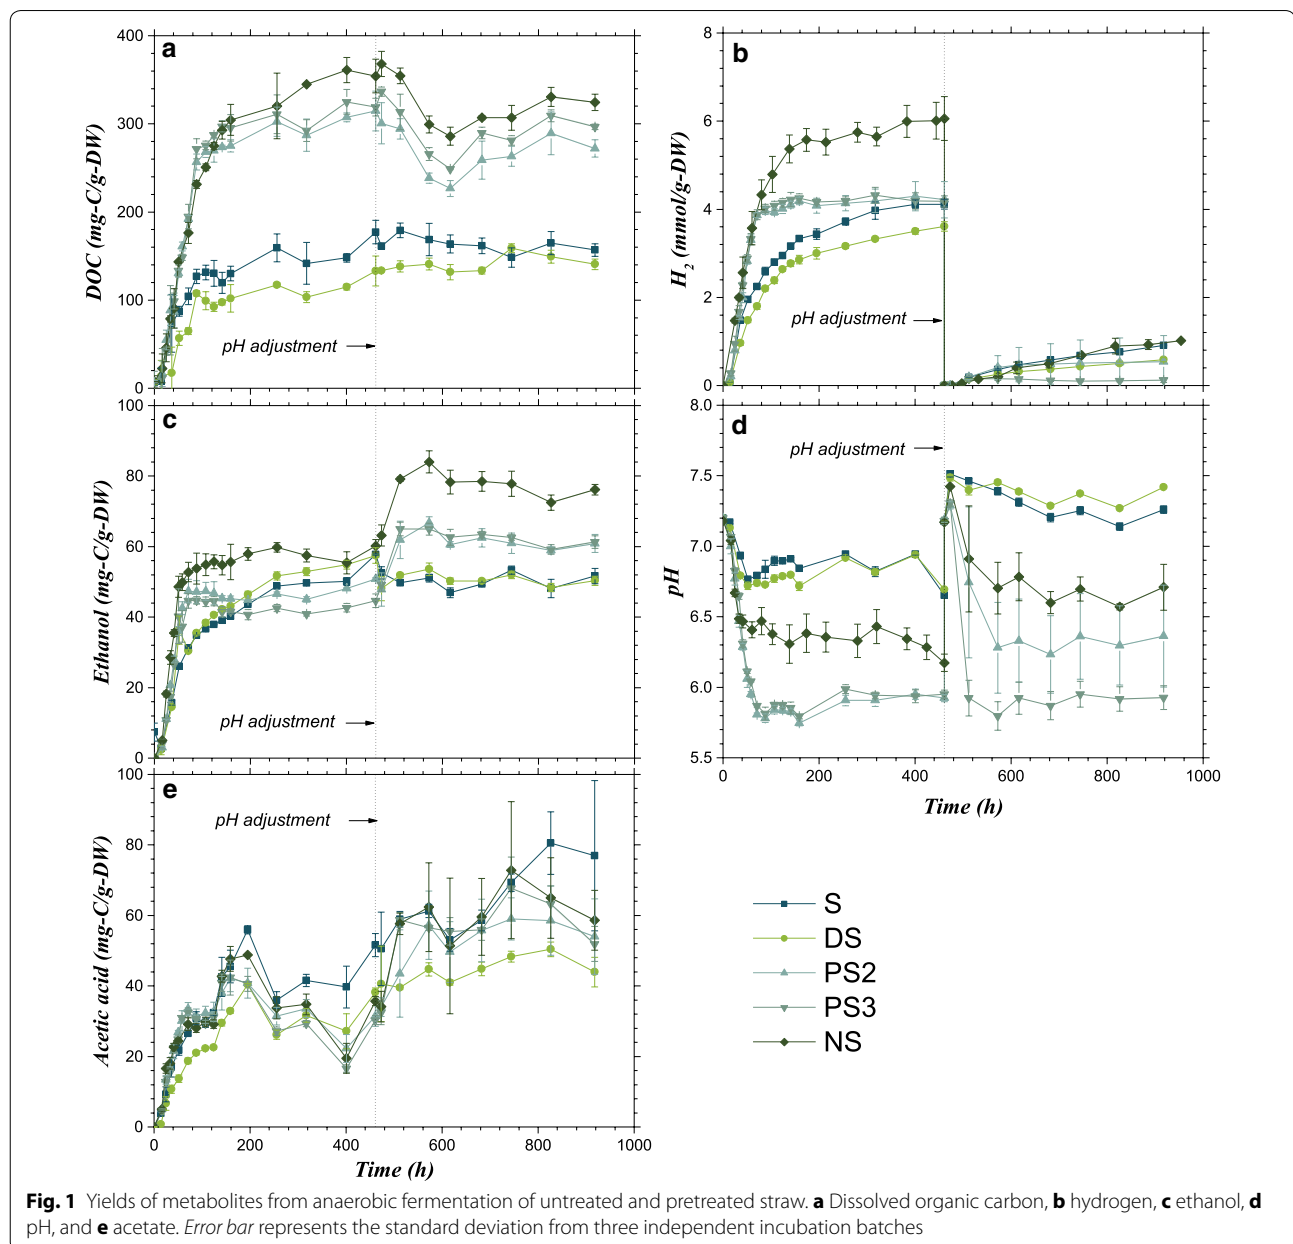 a
DOC (mg-C/g-DW)
400
300
200
100
0
pH adjustment
b
H2 (mmol/g-DW)
8
6
4
2
0
pH adjustment
c
Ethanol (mg-C/g-DW)
100
80
60
40
20
0
pH adjustment
d
pH
8.0
7.5
7.0
6.5
6.0
5.5
pH adjustment
0 200 400 600 800 1000
Time (h)
e
Acetic acid (mg-C/g-DW)
100
80
60
40
20
0
pH adjustment
0 200 400 600 800 1000
Time (h)
S
DS
PS2
PS3
NS
Fig. 1 Yields of metabolites from anaerobic fermentation of untreated and pretreated straw. a Dissolved organic carbon, b hydrogen, c ethanol, d
pH, and e acetate. Error bar represents the standard deviation from three independent incubation batches